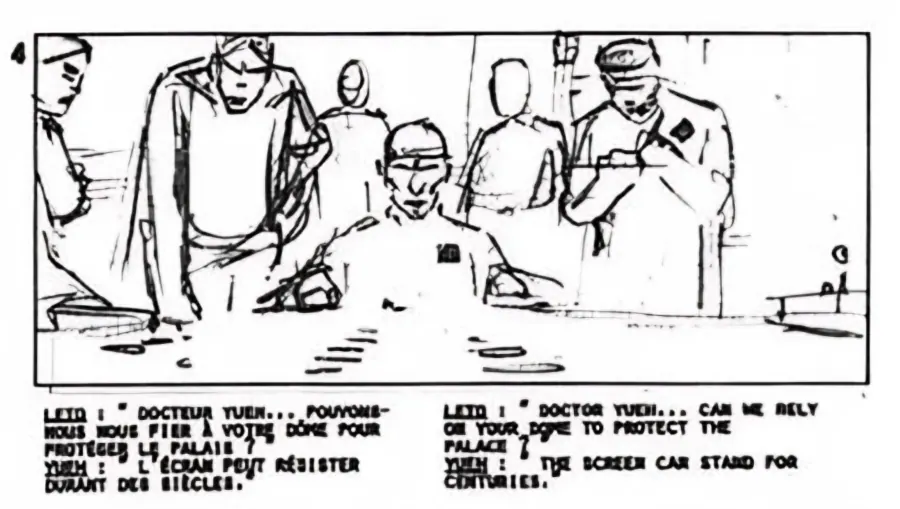 4
LETO : " DOCTEUR YUEH... POUVONS-
NOUS NOUS FIER À VOTRE DÔME POUR
PROTÉGER LE PALAIS ? "
YUEH : " L'ÉCRAN PEUT RÉSISTER
DURANT DES SIÈCLES. "
LETO : " DOCTOR YUEH... CAN WE RELY
ON YOUR DOME TO PROTECT THE
PALACE ? "
YUEH : " THE SCREEN CAN STAND FOR
CENTURIES. "